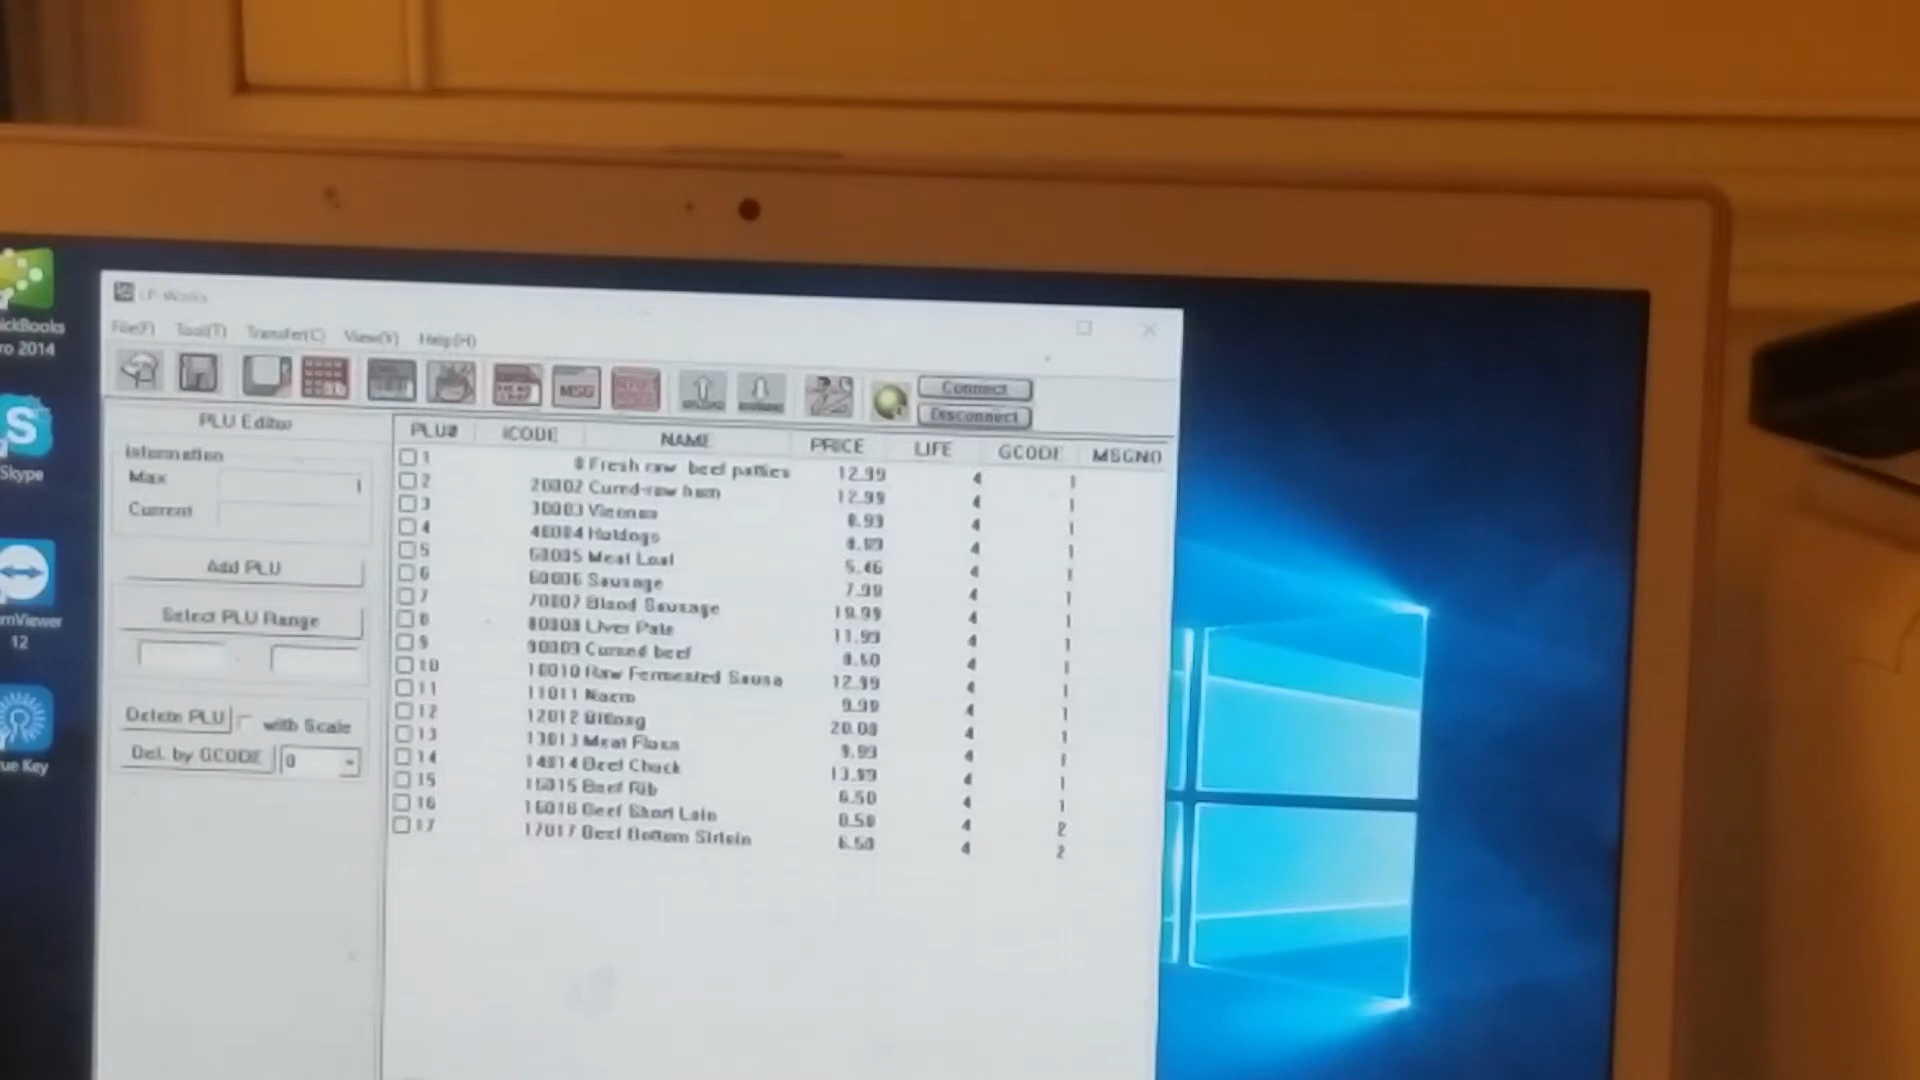 LP-Works
File(F) Tool(T) Transfer(C) View(V) Help(H)
MSG
Connect
Disconnect
PLU Editor
Information
Max 1
Current
Add PLU
Select PLU Range
-
Delete PLU with Scale
Del. by GCODE 0
PLU# ICODE NAME PRICE LIFE GCODE MSGNO
1 0 Fresh raw beef patties 12.99 4 1
2 20002 Cured-raw ham 12.99 4 1
3 30003 Vienna 4 1
4 40004 Hotdogs 4 1
5 Meat Loaf 5.46 4 1
6 60006 Sausage 7.99 4 1
7 70007 Blood Sausage 4 1
8 80008 Liver Pate 11.99 4 1
9 90009 Corned beef 4 1
10 10010 Raw Fermented Sausa 12.99 4 1
11 11011 Nacm 9.99 4 1
12 12012 Biltong 20.00 4 1
13 13013 Meat Floss 4 1
14 14014 Beef Chuck 13.99 4 1
15 15015 Beef Rib 6.50 4 1
16 16016 Beef Short Loin 4 2
17 17017 Beef Bottom Sirloin 6.50 4 2
ickBooks
ro 2014
S
Skype
mViewer
12
ue Key